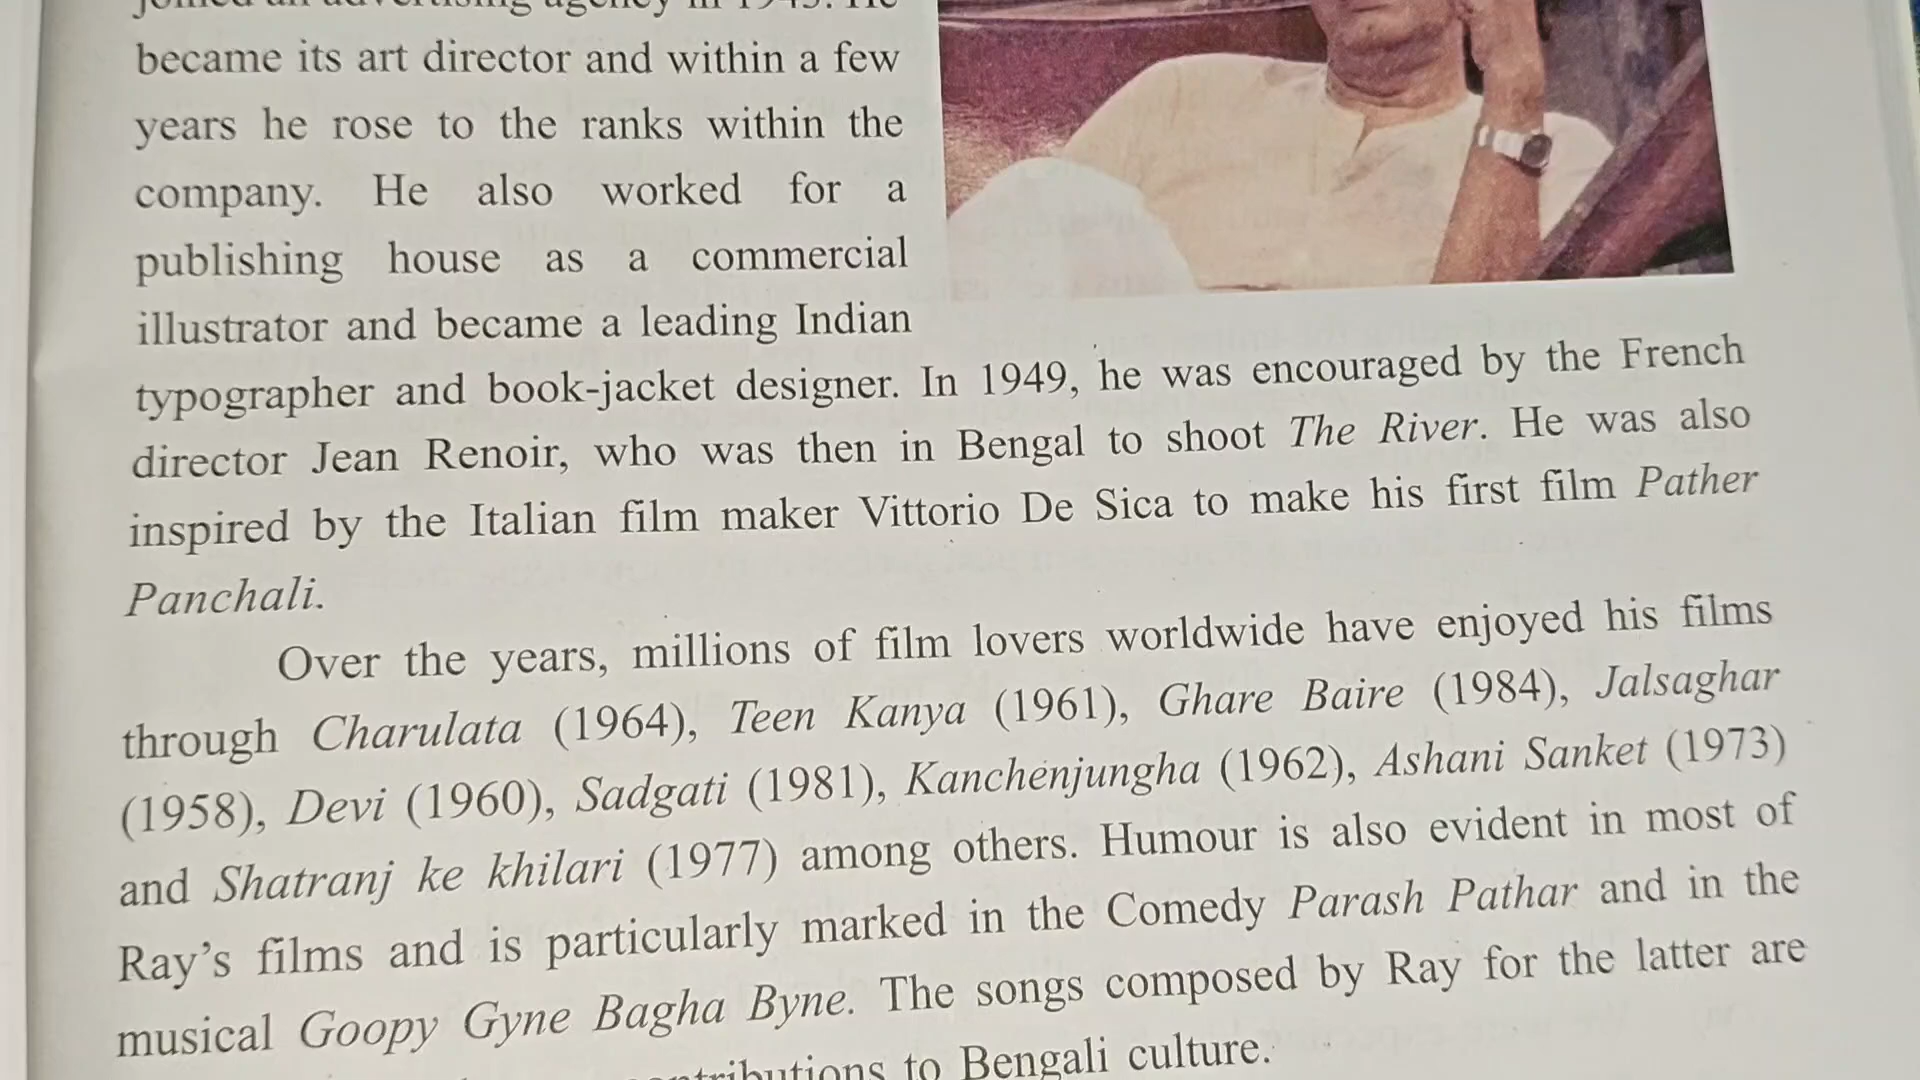 joined an advertising agency in 1943. He
became its art director and within a few
years he rose to the ranks within the
company. He also worked for a
publishing house as a commercial
illustrator and became a leading Indian
typographer and book-jacket designer. In 1949, he was encouraged by the French
director Jean Renoir, who was then in Bengal to shoot The River. He was also
inspired by the Italian film maker Vittorio De Sica to make his first film Pather
Panchali.
Over the years, millions of film lovers worldwide have enjoyed his films
through Charulata (1964), Teen Kanya (1961), Ghare Baire (1984), Jalsaghar
(1958), Devi (1960), Sadgati (1981), Kanchenjungha (1962), Ashani Sanket (1973)
and Shatranj ke khilari (1977) among others. Humour is also evident in most of
Ray's films and is particularly marked in the Comedy Parash Pathar and in the
musical Goopy Gyne Bagha Byne. The songs composed by Ray for the latter are
to Bengali culture.